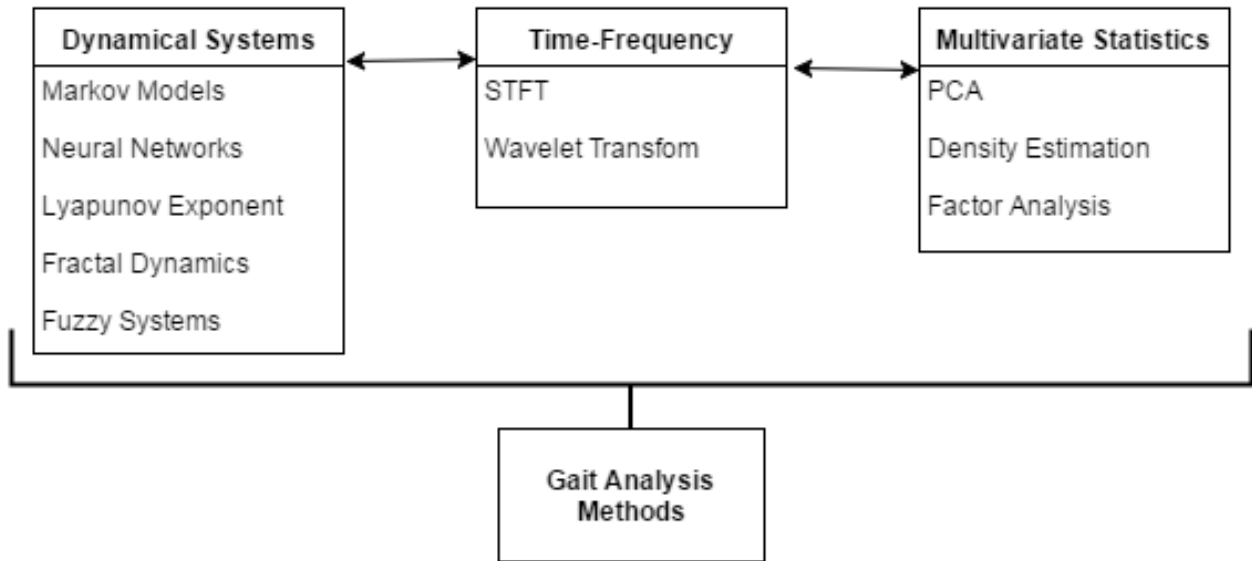 Dynamical Systems
Markov Models
Neural Networks
Lyapunov Exponent
Fractal Dynamics
Fuzzy Systems
Time-Frequency
STFT
Wavelet Transfom
Multivariate Statistics
PCA
Density Estimation
Factor Analysis
Gait Analysis
Methods